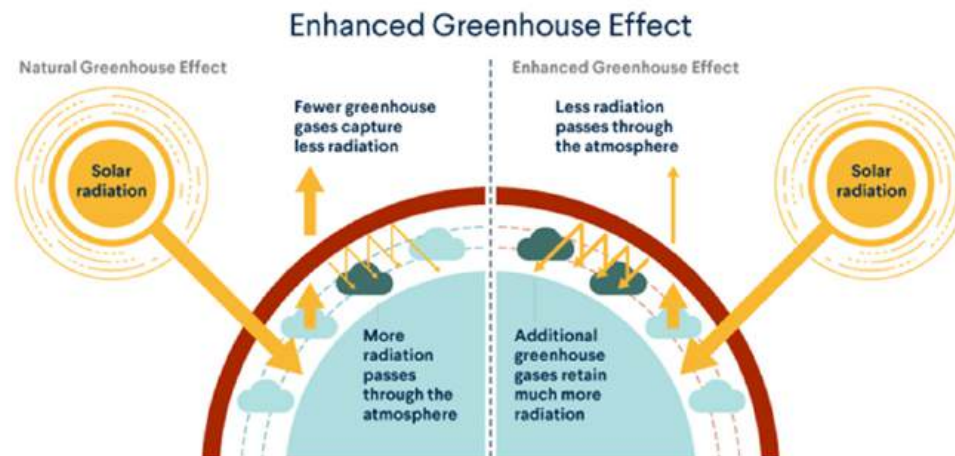 Enhanced Greenhouse Effect
Natural Greenhouse Effect
Solar
radiation
Fewer greenhouse
gases capture
less radiation
More
radiation
passes
through the
atmosphere
Enhanced Greenhouse Effect
Less radiation
passes through
the atmosphere
Solar
radiation
Additional
greenhouse
gases retain
much more
radiation